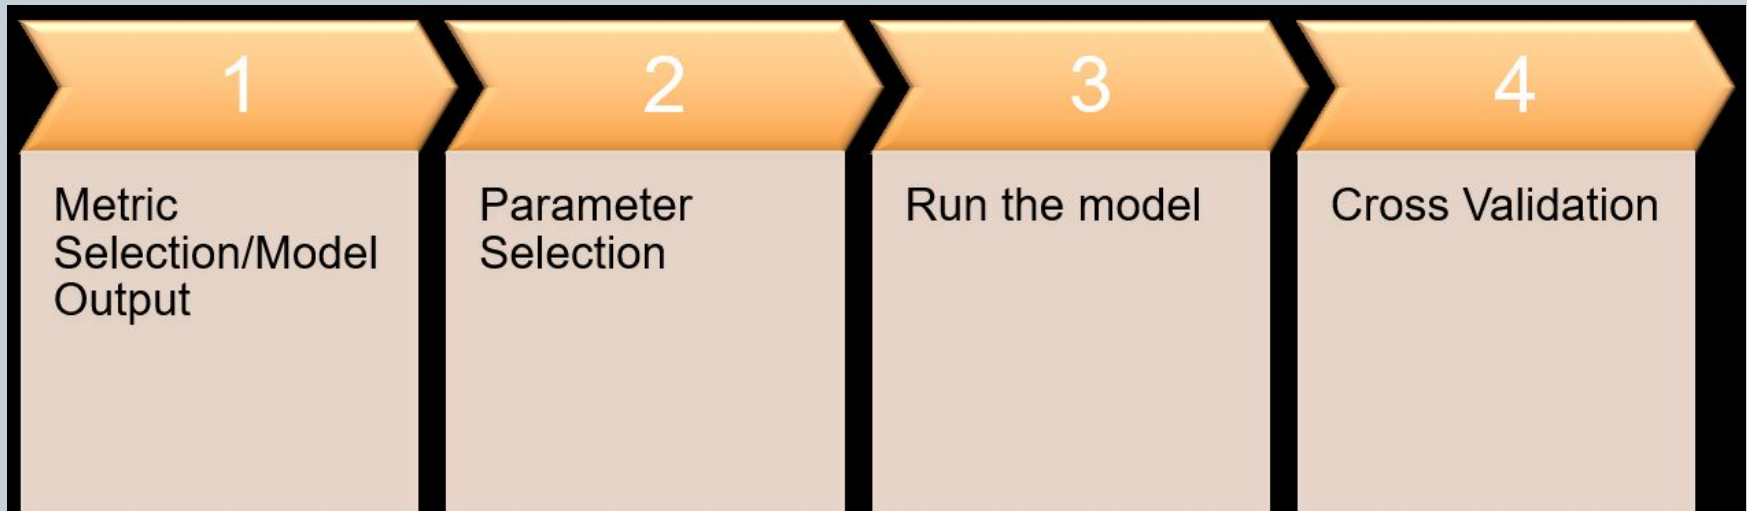 1
Metric
Selection/Model
Output
2
Parameter
Selection
3
Run the model
4
Cross Validation